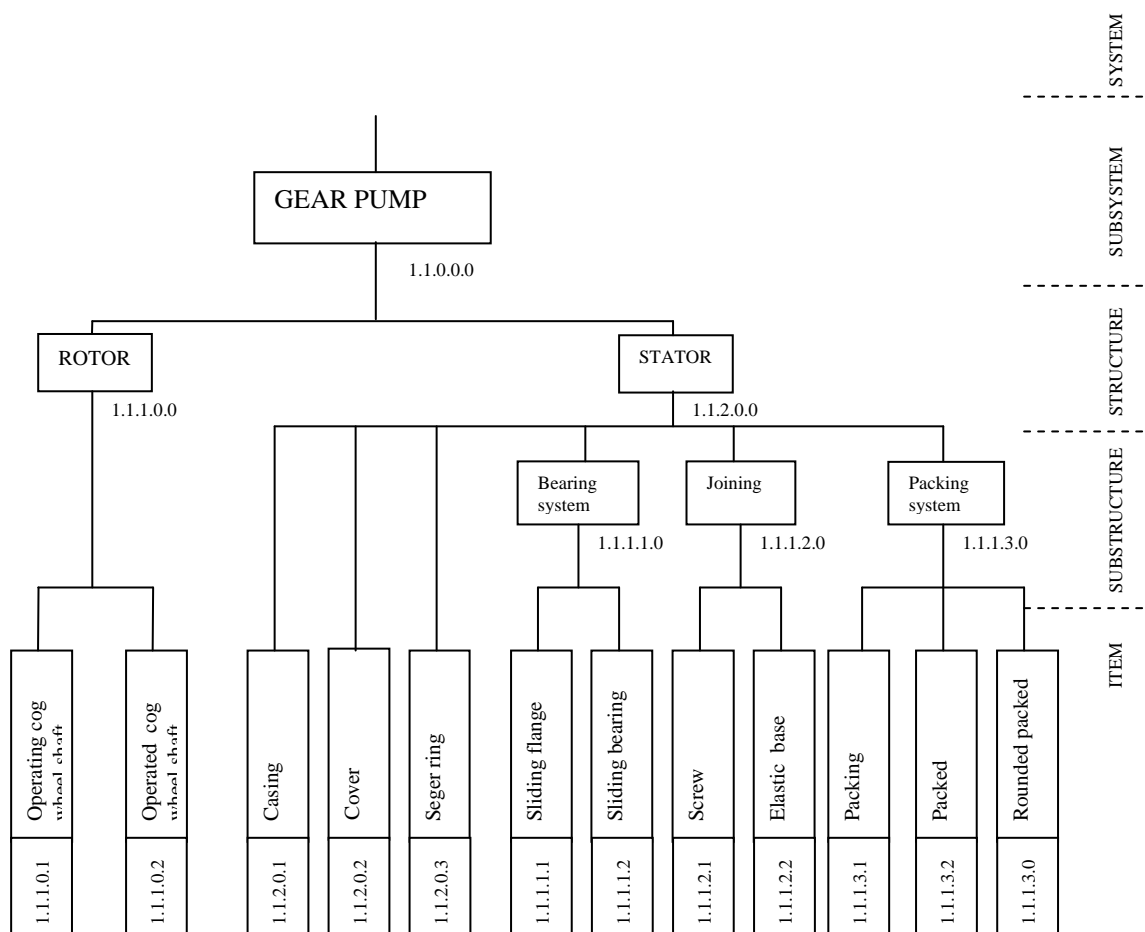 SYSTEM
SUBSYSTEM
STRUCTURE
SUBSTRUCTURE
ITEM
GEAR PUMP
1.1.0.0.0
ROTOR
1.1.1.0.0
STATOR
1.1.2.0.0
Bearing
system
1.1.1.1.0
Joining
1.1.1.2.0
Packing
system
1.1.1.3.0
Operating cog
wheel shaft
Operated cog
wheel shaft
Casing
Cover
Seger ring
Sliding flange
Sliding bearing
Screw
Elastic base
Packing
Packed
Rounded packed
1.1.1.0.1
1.1.1.0.2
1.1.2.0.1
1.1.2.0.2
1.1.2.0.3
1.1.1.1.1
1.1.1.1.2
1.1.1.2.1
1.1.1.2.2
1.1.1.3.1
1.1.1.3.2
1.1.1.3.0